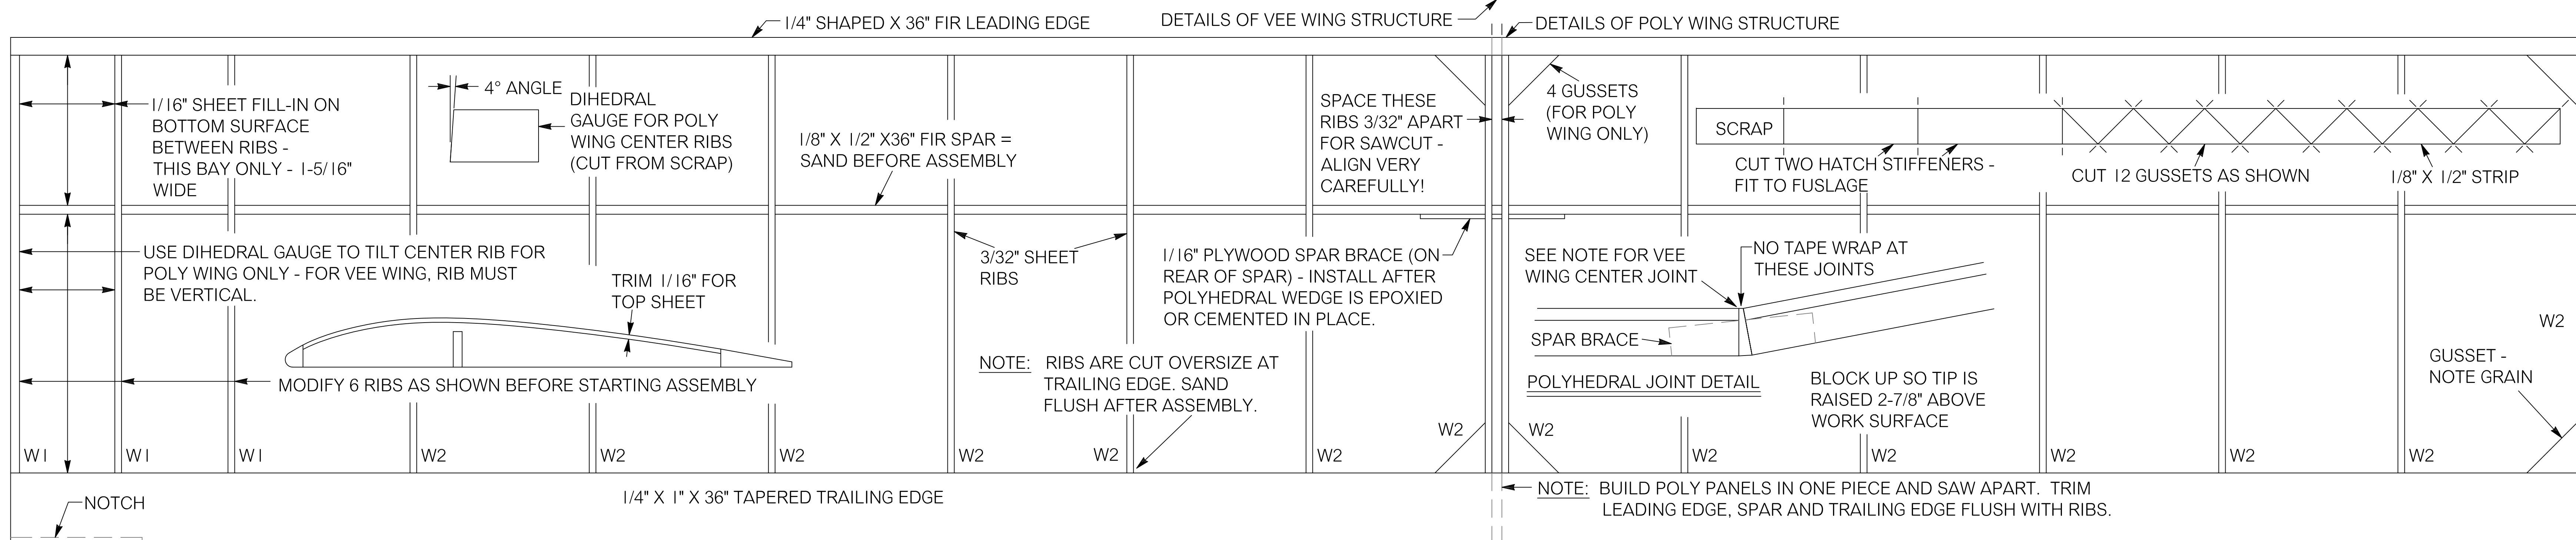 1/4" SHAPED X 36" FIR LEADING EDGE
DETAILS OF VEE WING STRUCTURE
DETAILS OF POLY WING STRUCTURE
1/16" SHEET FILL-IN ON
BOTTOM SURFACE
BETWEEN RIBS -
THIS BAY ONLY - 1-5/16"
WIDE
4° ANGLE
DIHEDRAL
GAUGE FOR POLY
WING CENTER RIBS
(CUT FROM SCRAP)
1/8" X 1/2" X36" FIR SPAR =
SAND BEFORE ASSEMBLY
SPACE THESE
RIBS 3/32" APART
FOR SAWCUT -
ALIGN VERY
CAREFULLY!
4 GUSSETS
(FOR POLY
WING ONLY)
SCRAP
CUT TWO HATCH STIFFENERS -
FIT TO FUSLAGE
CUT 12 GUSSETS AS SHOWN
1/8" X 1/2" STRIP
USE DIHEDRAL GAUGE TO TILT CENTER RIB FOR
POLY WING ONLY - FOR VEE WING, RIB MUST
BE VERTICAL.
TRIM 1/16" FOR
TOP SHEET
3/32" SHEET
RIBS
1/16" PLYWOOD SPAR BRACE (ON
REAR OF SPAR) - INSTALL AFTER
POLYHEDRAL WEDGE IS EPOXIED
OR CEMENTED IN PLACE.
SEE NOTE FOR VEE
WING CENTER JOINT
NO TAPE WRAP AT
THESE JOINTS
SPAR BRACE
POLYHEDRAL JOINT DETAIL
BLOCK UP SO TIP IS
RAISED 2-7/8" ABOVE
WORK SURFACE
W2
GUSSET -
NOTE GRAIN
MODIFY 6 RIBS AS SHOWN BEFORE STARTING ASSEMBLY
NOTE: RIBS ARE CUT OVERSIZE AT
TRAILING EDGE. SAND
FLUSH AFTER ASSEMBLY.
W1
W1
W1
W2
W2
W2
W2
W2
W2
W2
W2
W2
W2
W2
W2
W2
1/4" X 1" X 36" TAPERED TRAILING EDGE
NOTE: BUILD POLY PANELS IN ONE PIECE AND SAW APART. TRIM
LEADING EDGE, SPAR AND TRAILING EDGE FLUSH WITH RIBS.
NOTCH